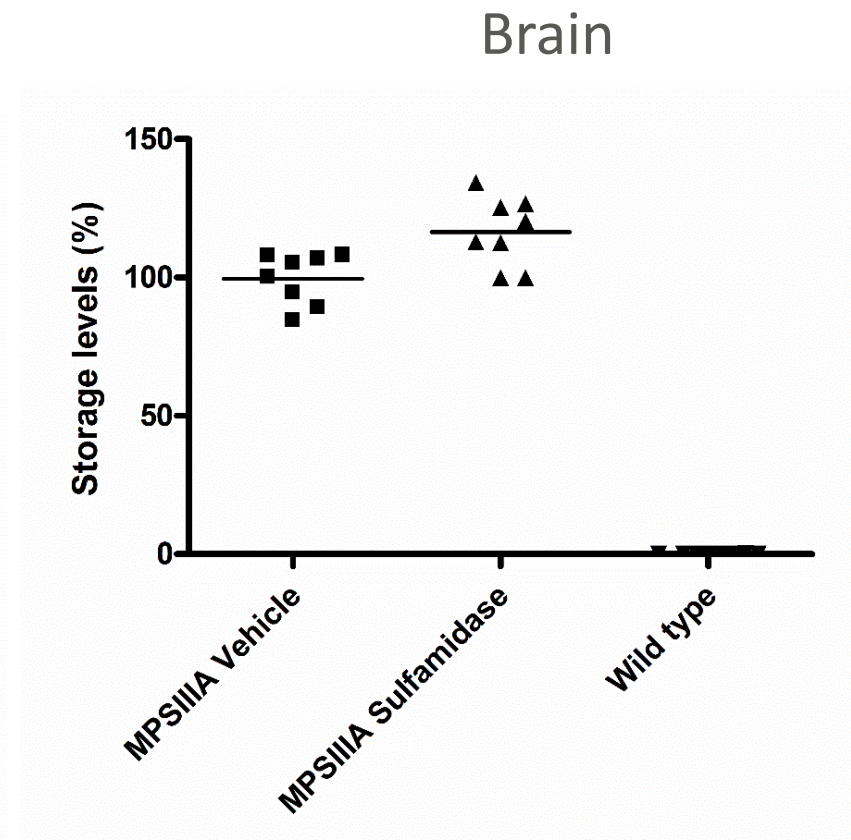 Brain
Storage levels (%)
150
100
50
0
MPSIIIA Vehicle
MPSIIIA Sulfamidase
Wild type